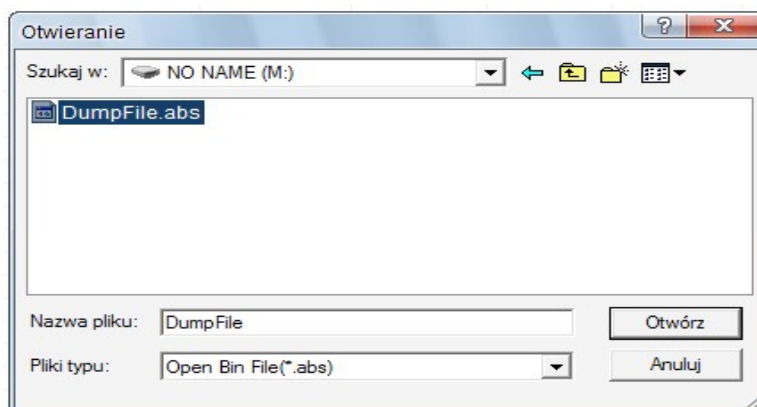 Otwieranie
Szukaj w: NO NAME (M:)
DumpFile.abs
Nazwa pliku: DumpFile Otwórz
Pliki typu: Open Bin File(*.abs) Anuluj